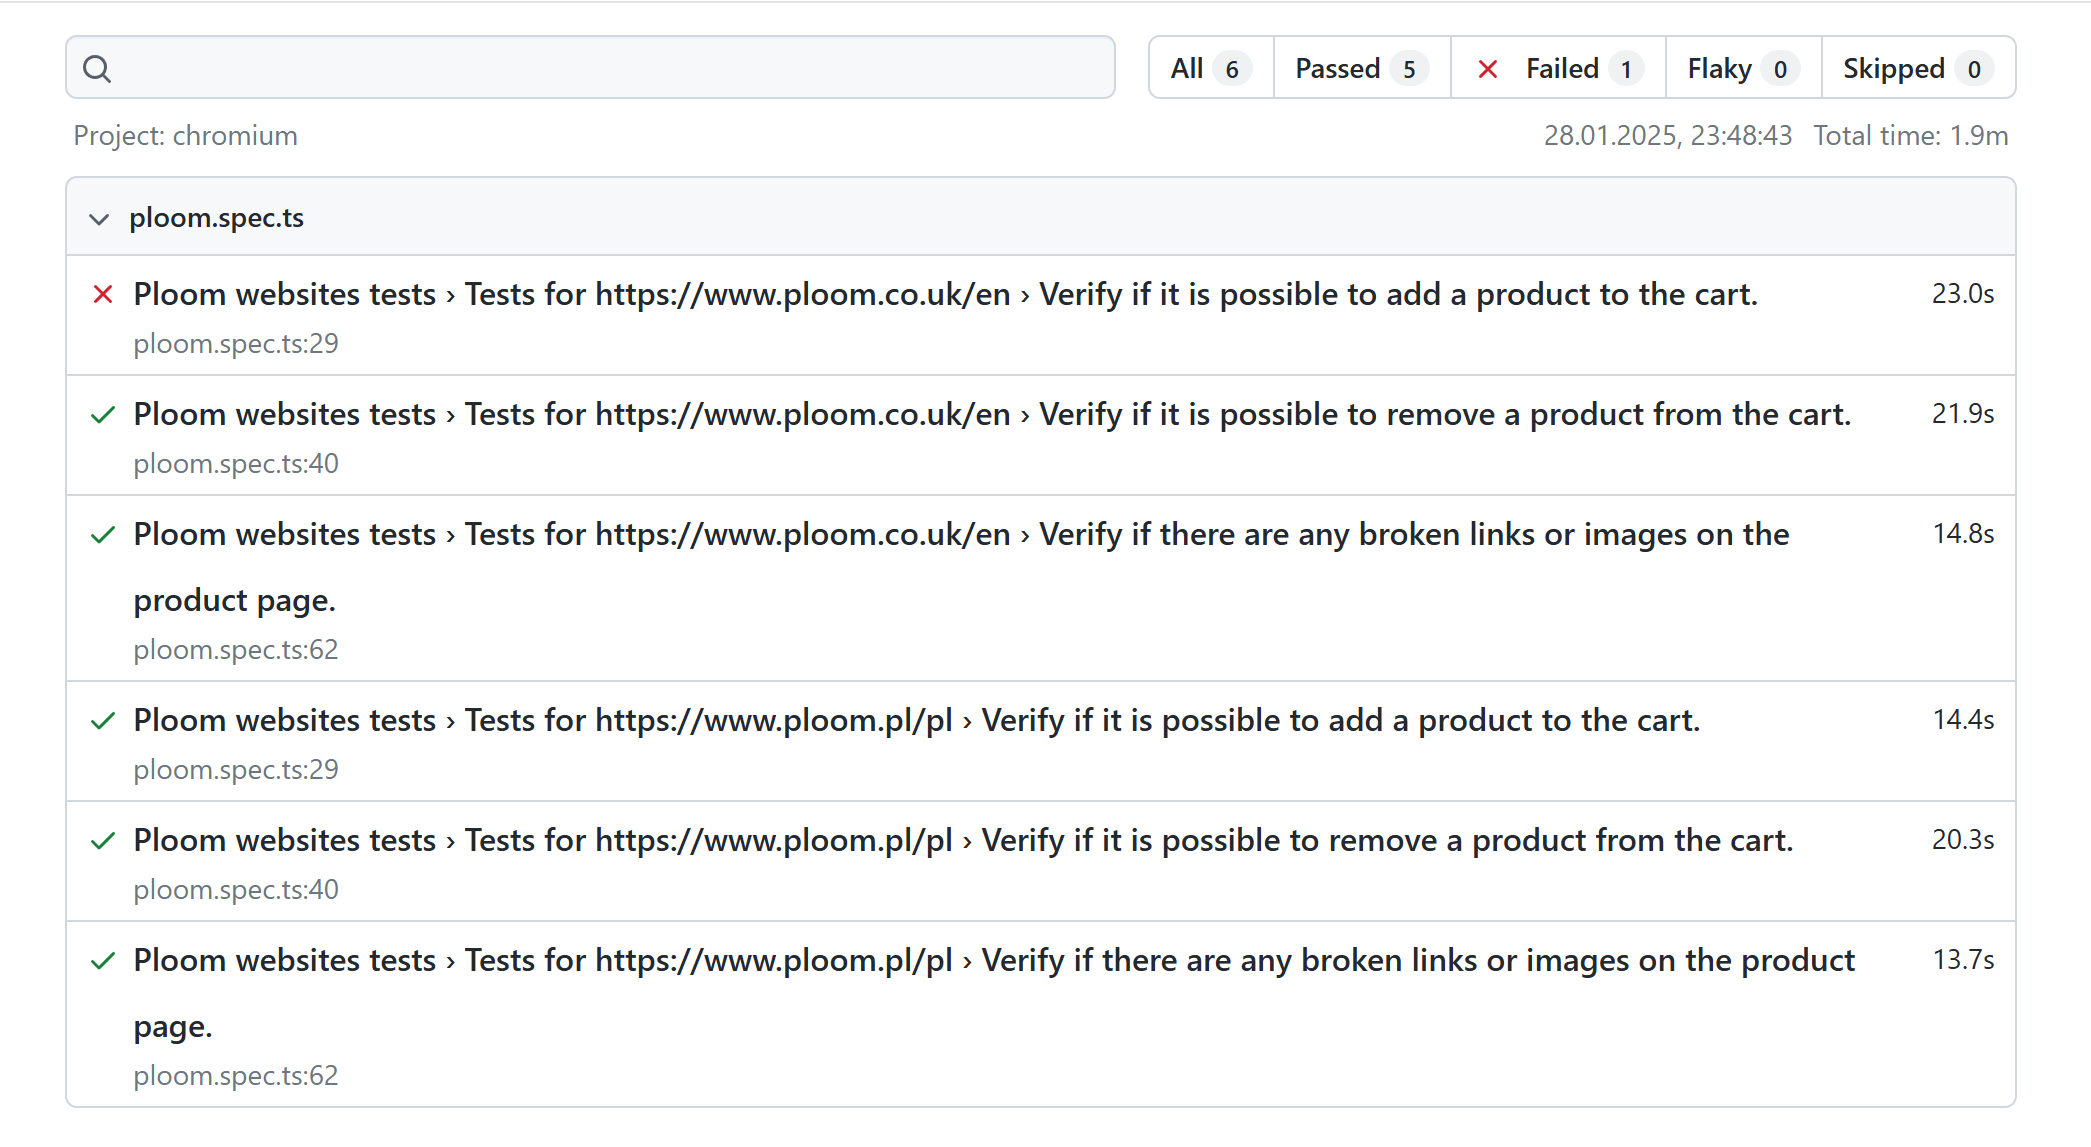 All 6 Passed 5 Failed 1 Flaky 0 Skipped 0
Project: chromium 28.01.2025, 23:48:43 Total time: 1.9m
ploom.spec.ts
Ploom websites tests › Tests for https://www.ploom.co.uk/en › Verify if it is possible to add a product to the cart. 23.0s
ploom.spec.ts:29
Ploom websites tests › Tests for https://www.ploom.co.uk/en › Verify if it is possible to remove a product from the cart. 21.9s
ploom.spec.ts:40
Ploom websites tests › Tests for https://www.ploom.co.uk/en › Verify if there are any broken links or images on the 14.8s
product page.
ploom.spec.ts:62
Ploom websites tests › Tests for https://www.ploom.pl/pl › Verify if it is possible to add a product to the cart. 14.4s
ploom.spec.ts:29
Ploom websites tests › Tests for https://www.ploom.pl/pl › Verify if it is possible to remove a product from the cart. 20.3s
ploom.spec.ts:40
Ploom websites tests › Tests for https://www.ploom.pl/pl › Verify if there are any broken links or images on the product 13.7s
page.
ploom.spec.ts:62